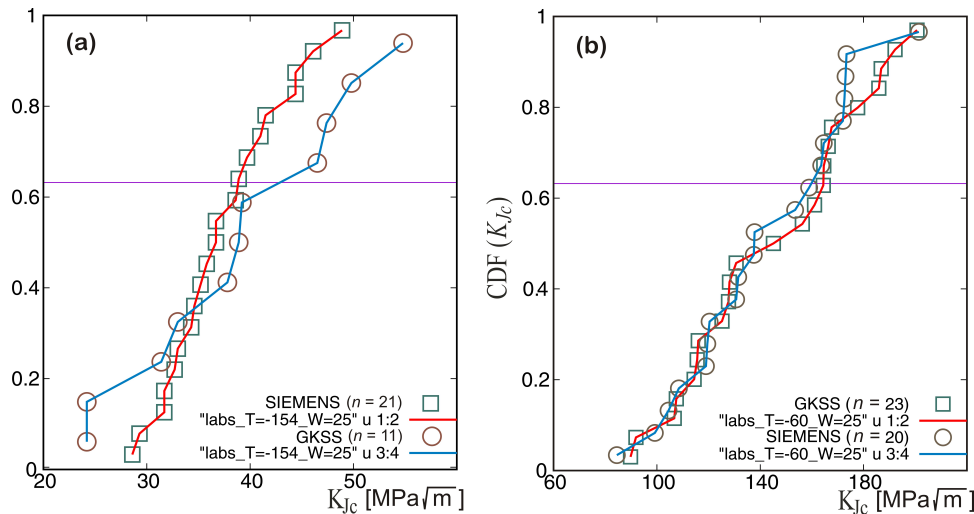 (a)
1
0.8
0.6
0.4
0.2
0
20
30
40
50
SIEMENS (n = 21)
"labs_T=-154_W=25" u 1:2
GKSS (n = 11)
"labs_T=-154_W=25" u 3:4
K_Jc [MPa√m]
(b)
CDF (K_Jc)
1
0.8
0.6
0.4
0.2
0
60
100
140
180
GKSS (n = 23)
"labs_T=-60_W=25" u 1:2
SIEMENS (n = 20)
"labs_T=-60_W=25" u 3:4
K_Jc [MPa√m]